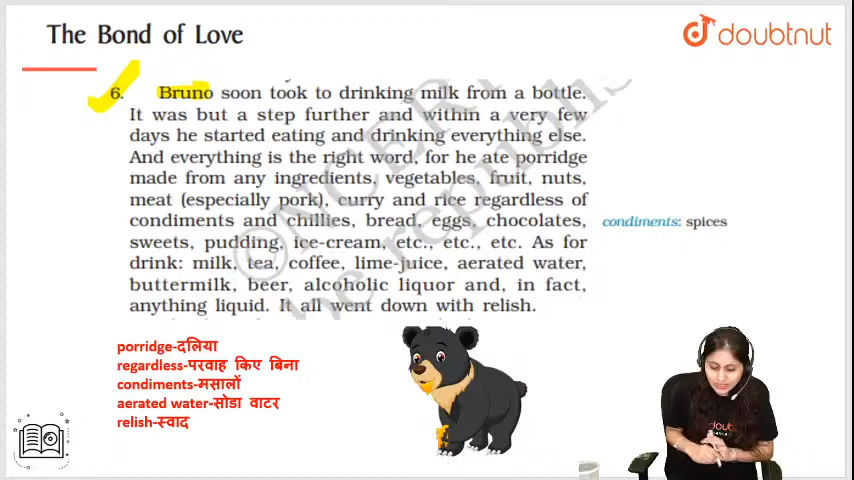 The Bond of Love
doubtnut
6. Bruno soon took to drinking milk from a bottle.
It was but a step further and within a very few
days he started eating and drinking everything else.
And everything is the right word, for he ate porridge
made from any ingredients, vegetables, fruit, nuts,
meat (especially pork), curry and rice regardless of
condiments and chillies, bread, eggs, chocolates,
sweets, pudding, ice-cream, etc., etc., etc. As for
drink: milk, tea, coffee, lime-juice, aerated water,
buttermilk, beer, alcoholic liquor and, in fact,
anything liquid. It all went down with relish.
condiments: spices
porridge-दलिया
regardless-परवाह किए बिना
condiments-मसालों
aerated water-सोडा वाटर
relish-स्वाद